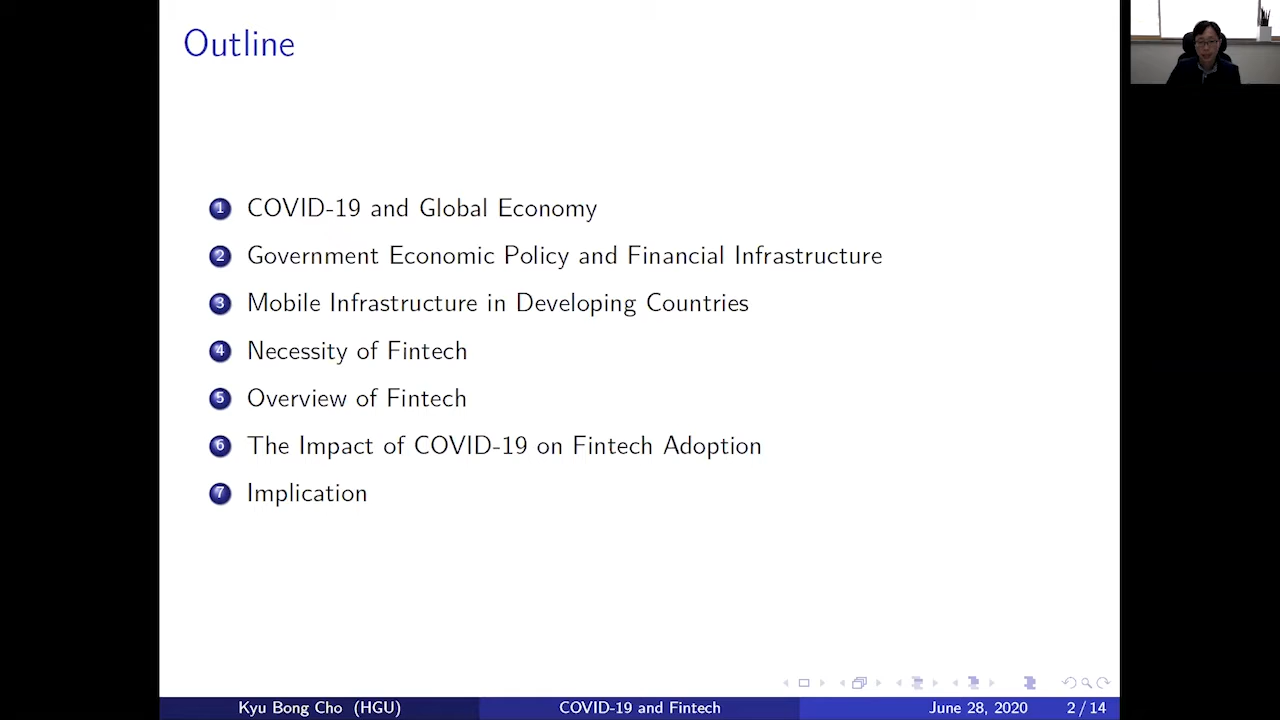 Outline
1 COVID-19 and Global Economy
2 Government Economic Policy and Financial Infrastructure
3 Mobile Infrastructure in Developing Countries
4 Necessity of Fintech
5 Overview of Fintech
6 The Impact of COVID-19 on Fintech Adoption
7 Implication
Kyu Bong Cho (HGU) COVID-19 and Fintech June 28, 2020 2 / 14